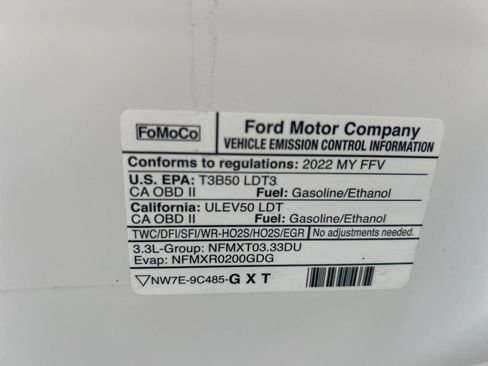 FoMoCo
Ford Motor Company
VEHICLE EMISSION CONTROL INFORMATION
Conforms to regulations: 2022 MY FFV
U.S. EPA: T3B50 LDT3
CA OBD II Fuel: Gasoline/Ethanol
California: ULEV50 LDT
CA OBD II Fuel: Gasoline/Ethanol
TWC/DFI/SFI/WR-HO2S/HO2S/EGR No adjustments needed.
3.3L-Group: NFMXT03.33DU
Evap: NFMXR0200GDG
NW7E-9C485-GXT